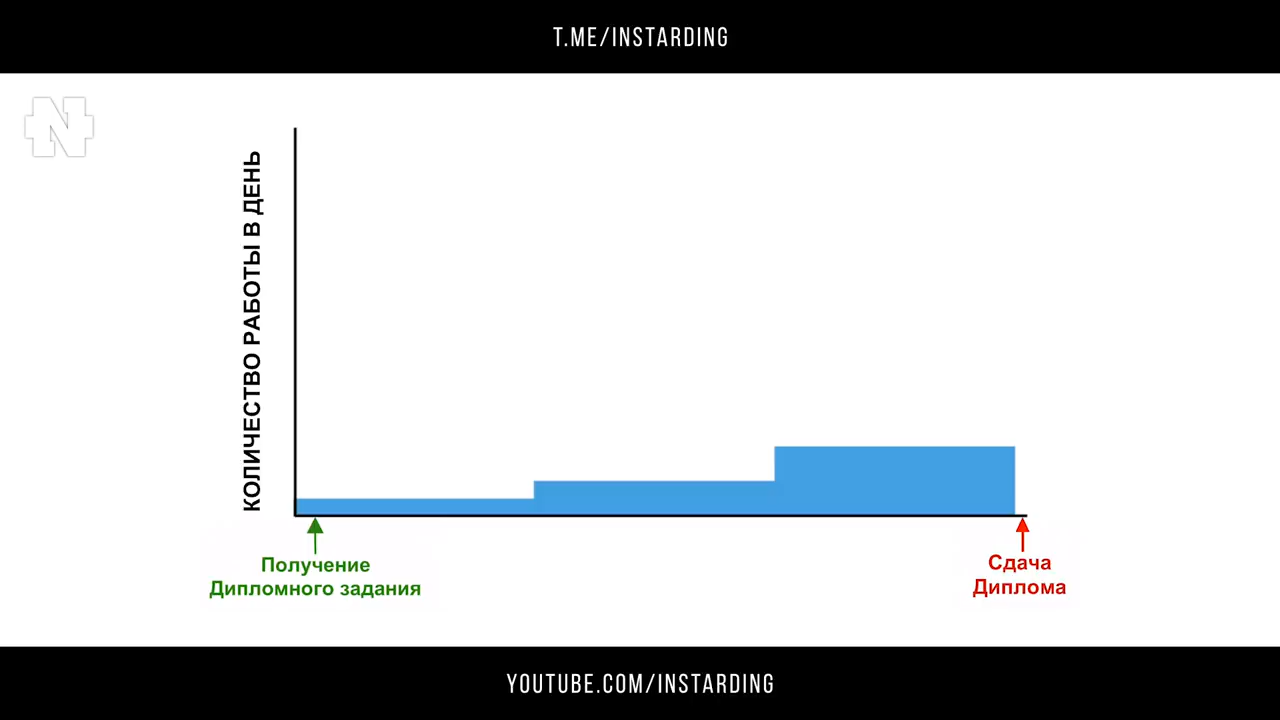 T.ME/INSTARDING
N
КОЛИЧЕСТВО РАБОТЫ В ДЕНЬ
Получение
Дипломного задания
Сдача
Диплома
YOUTUBE.COM/INSTARDING